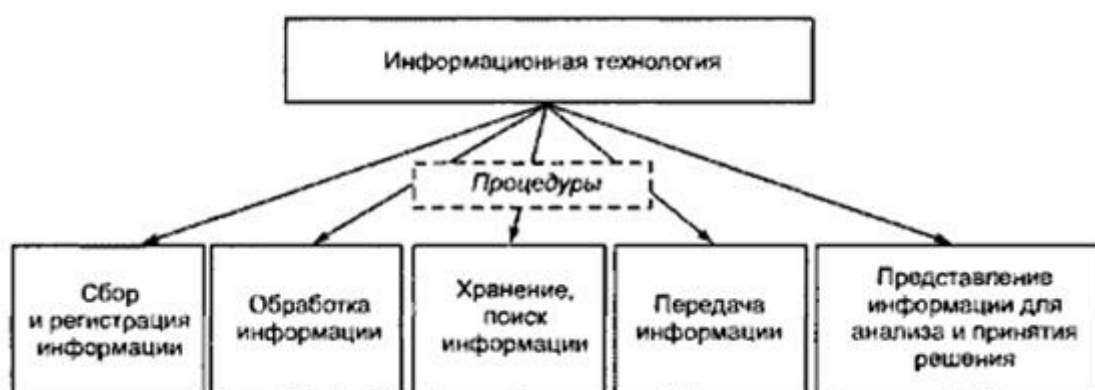 Информационная технология
Процедуры
Сбор
и регистрация
информации
Обработка
информации
Хранение,
поиск
информации
Передача
информации
Представление
информации для
анализа и принятия
решения